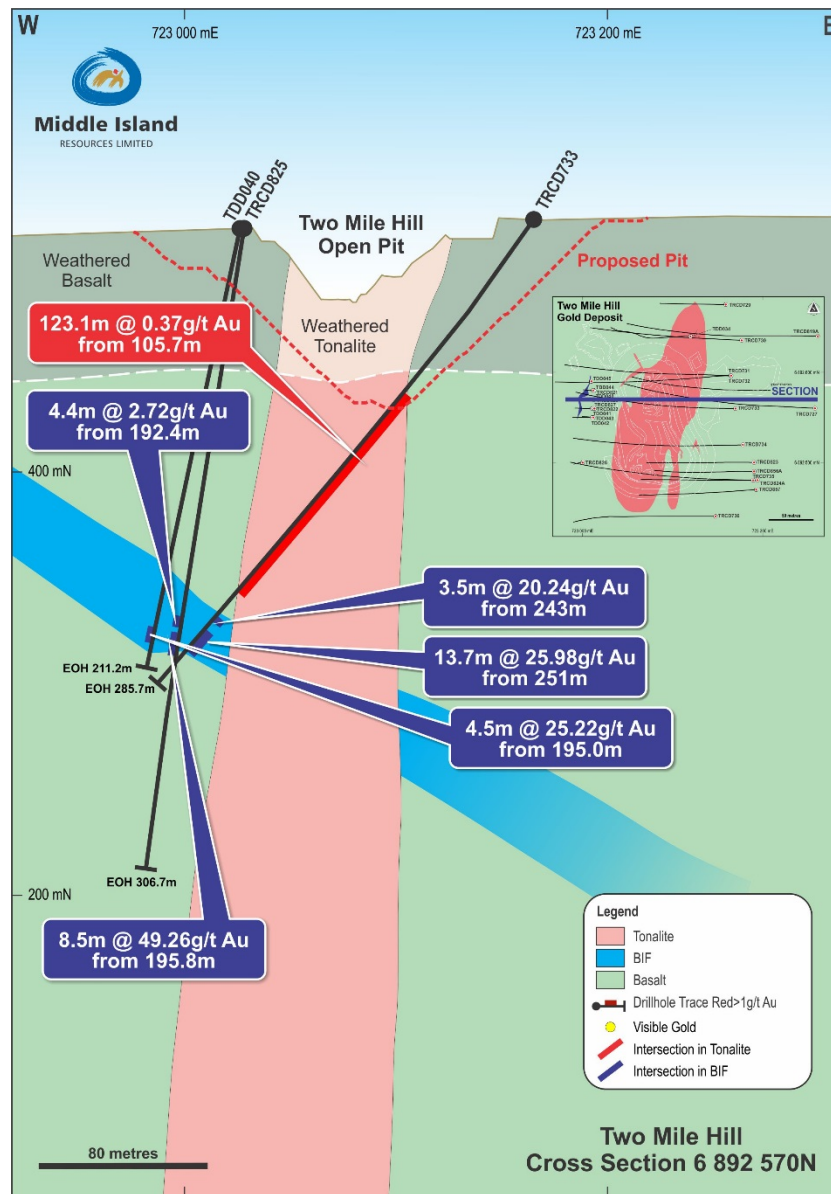 W
723 000 mE
723 200 mE
E
Middle Island
RESOURCES LIMITED
TDD040
TRCD825
TRCD733
Two Mile Hill
Open Pit
Weathered
Basalt
Proposed Pit
Weathered
Tonalite
123.1m @ 0.37g/t Au
from 105.7m
Two Mile Hill
Gold Deposit
TRCD729
SECTION
4.4m @ 2.72g/t Au
from 192.4m
400 mN
3.5m @ 20.24g/t Au
from 243m
13.7m @ 25.98g/t Au
from 251m
EOH 211.2m
EOH 285.7m
4.5m @ 25.22g/t Au
from 195.0m
EOH 306.7m
200 mN
8.5m @ 49.26g/t Au
from 195.8m
Legend
Tonalite
BIF
Basalt
Drillhole Trace Red>1g/t Au
Visible Gold
Intersection in Tonalite
Intersection in BIF
80 metres
Two Mile Hill
Cross Section 6 892 570N